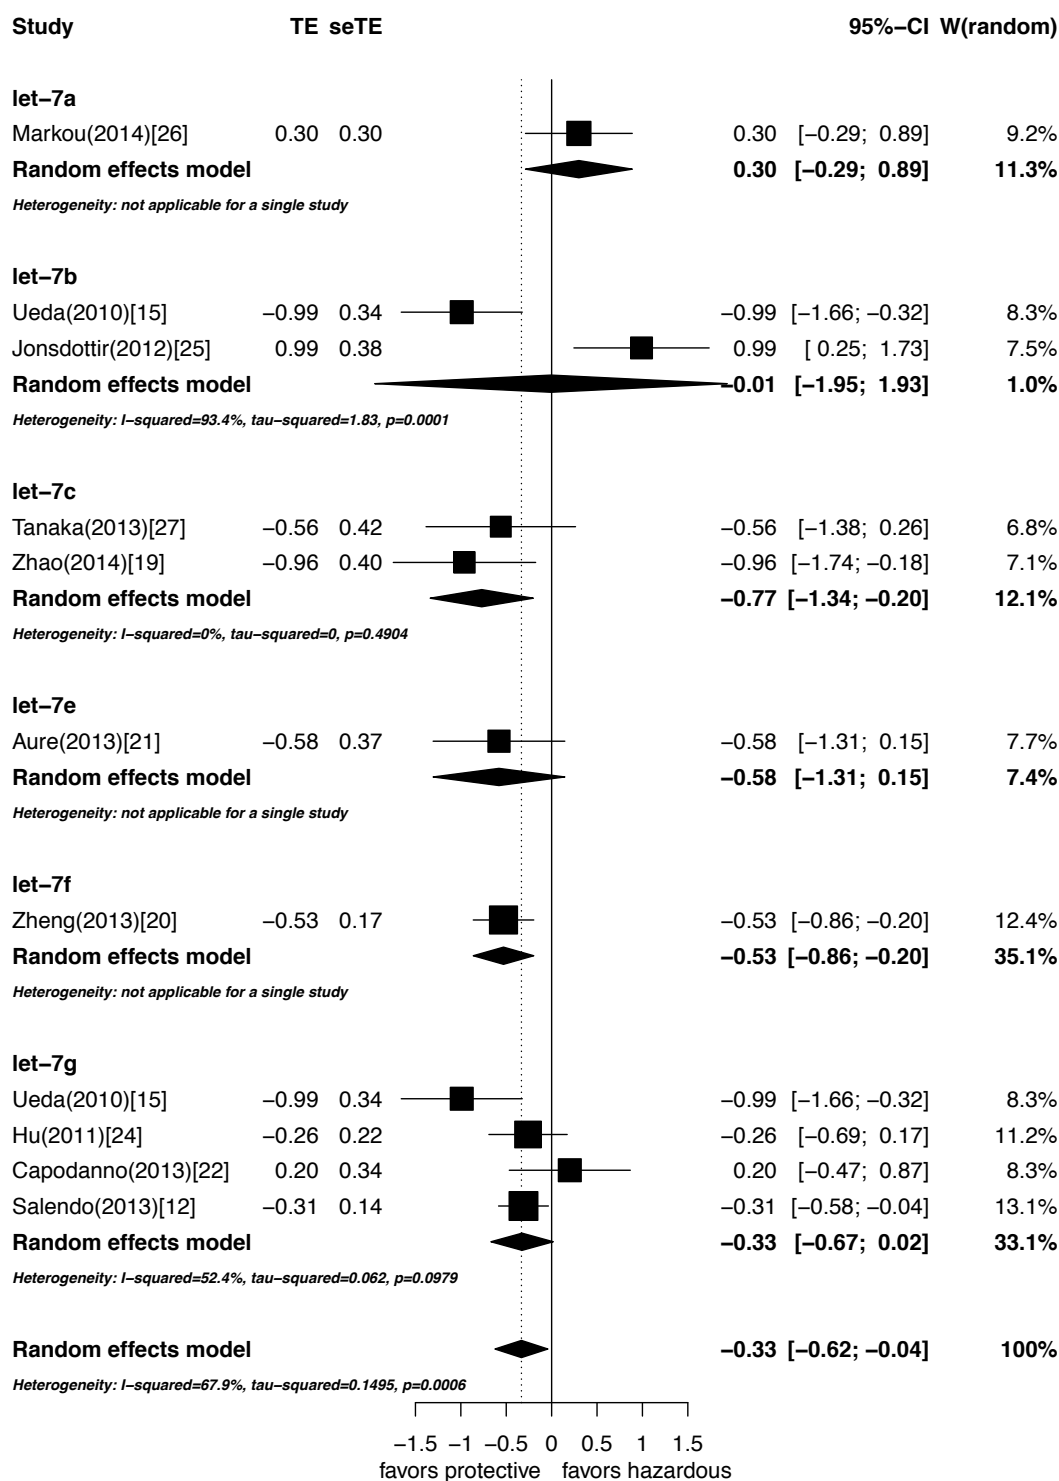 Study TE seTE 95%−CI W(random)
let−7a
Markou(2014)[26] 0.30 0.30 0.30 [−0.29; 0.89] 9.2%
Random effects model 0.30 [−0.29; 0.89] 11.3%
Heterogeneity: not applicable for a single study
let−7b
Ueda(2010)[15] −0.99 0.34 −0.99 [−1.66; −0.32] 8.3%
Jonsdottir(2012)[25] 0.99 0.38 0.99 [ 0.25; 1.73] 7.5%
Random effects model −0.01 [−1.95; 1.93] 1.0%
Heterogeneity: I−squared=93.4%, tau−squared=1.83, p=0.0001
let−7c
Tanaka(2013)[27] −0.56 0.42 −0.56 [−1.38; 0.26] 6.8%
Zhao(2014)[19] −0.96 0.40 −0.96 [−1.74; −0.18] 7.1%
Random effects model −0.77 [−1.34; −0.20] 12.1%
Heterogeneity: I−squared=0%, tau−squared=0, p=0.4904
let−7e
Aure(2013)[21] −0.58 0.37 −0.58 [−1.31; 0.15] 7.7%
Random effects model −0.58 [−1.31; 0.15] 7.4%
Heterogeneity: not applicable for a single study
let−7f
Zheng(2013)[20] −0.53 0.17 −0.53 [−0.86; −0.20] 12.4%
Random effects model −0.53 [−0.86; −0.20] 35.1%
Heterogeneity: not applicable for a single study
let−7g
Ueda(2010)[15] −0.99 0.34 −0.99 [−1.66; −0.32] 8.3%
Hu(2011)[24] −0.26 0.22 −0.26 [−0.69; 0.17] 11.2%
Capodanno(2013)[22] 0.20 0.34 0.20 [−0.47; 0.87] 8.3%
Salendo(2013)[12] −0.31 0.14 −0.31 [−0.58; −0.04] 13.1%
Random effects model −0.33 [−0.67; 0.02] 33.1%
Heterogeneity: I−squared=52.4%, tau−squared=0.062, p=0.0979
Random effects model −0.33 [−0.62; −0.04] 100%
Heterogeneity: I−squared=67.9%, tau−squared=0.1495, p=0.0006
−1.5 −1 −0.5 0 0.5 1 1.5
favors protective favors hazardous